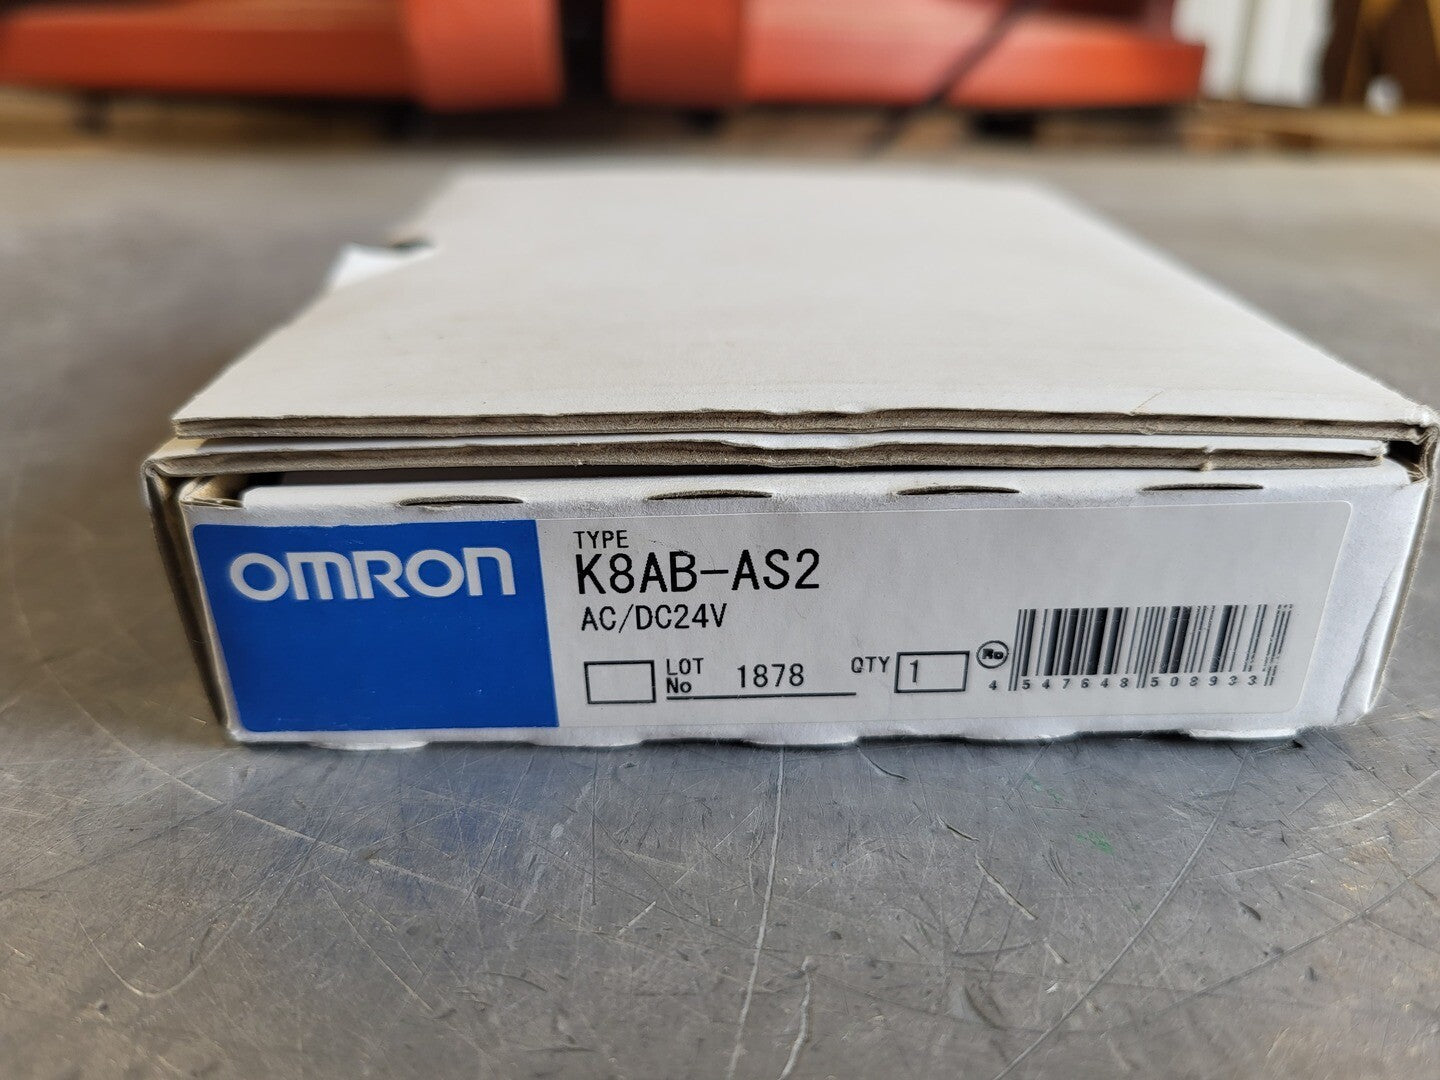 OMRON
TYPE
K8AB-AS2
AC/DC24V
LOT No 1878
QTY 1
4 547648 508933